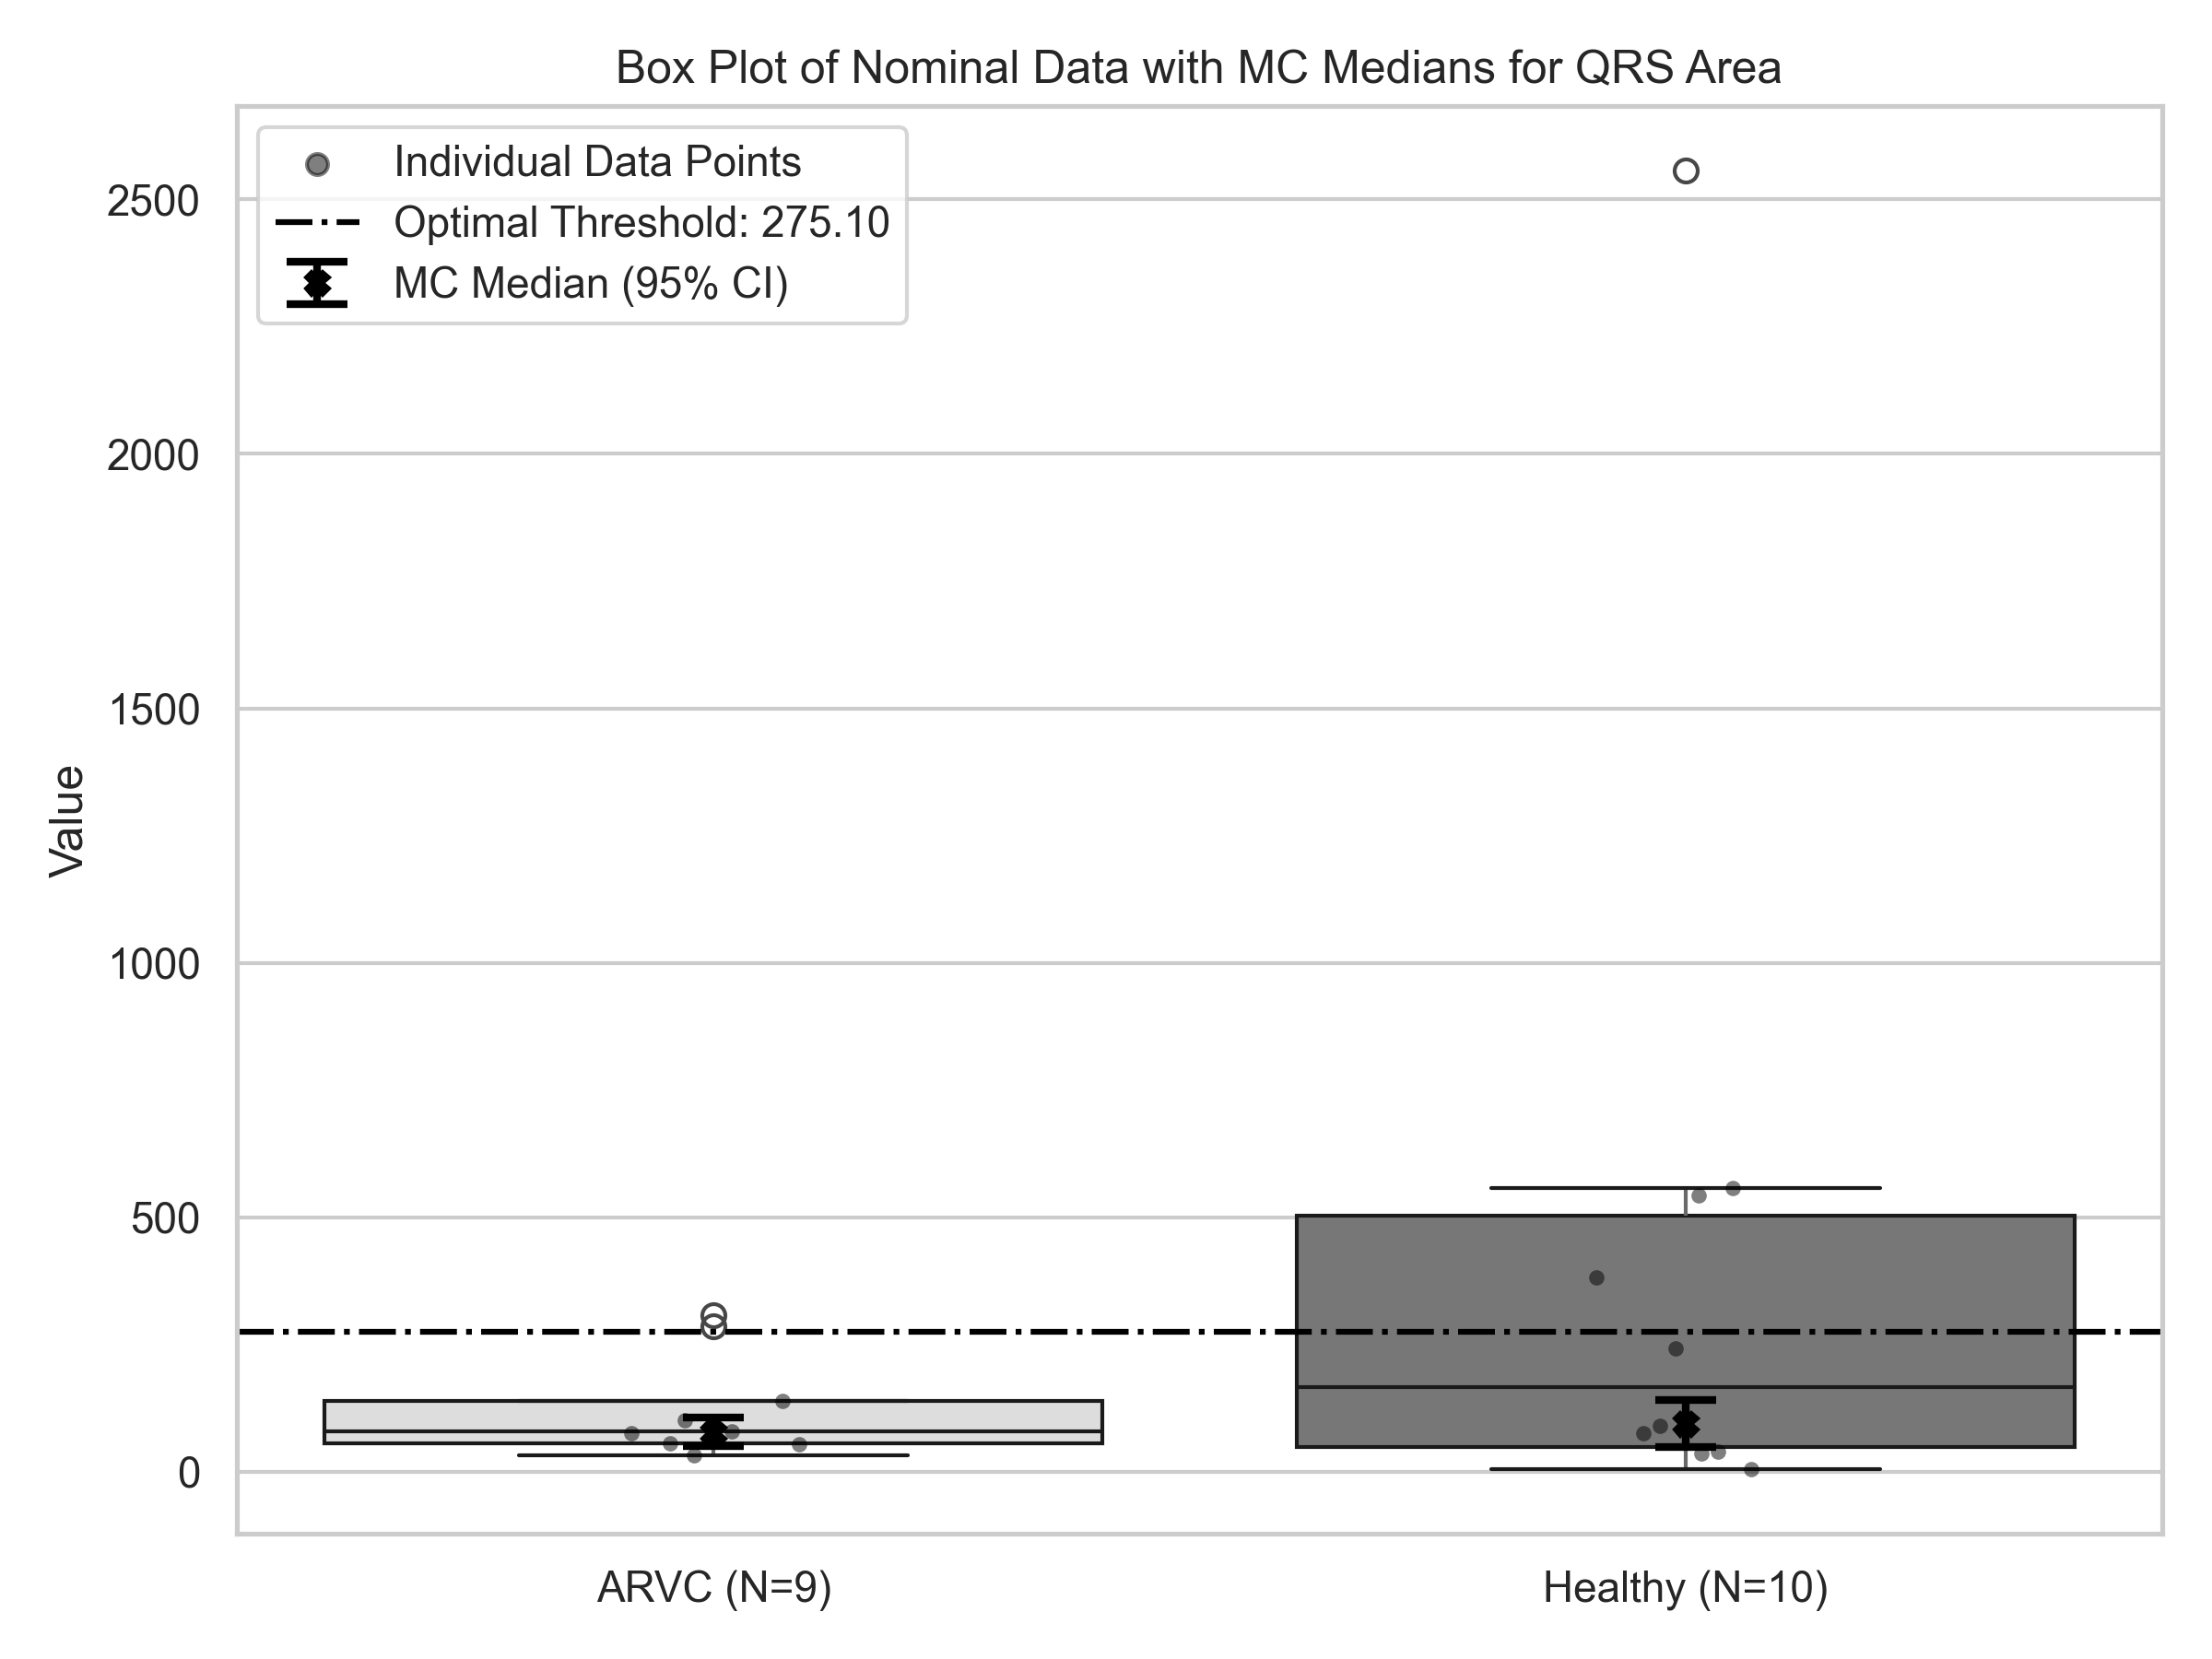 Box Plot of Nominal Data with MC Medians for QRS Area
Individual Data Points
Optimal Threshold: 275.10
MC Median (95% CI)
2500
2000
1500
1000
500
0
Value
ARVC (N=9)
Healthy (N=10)